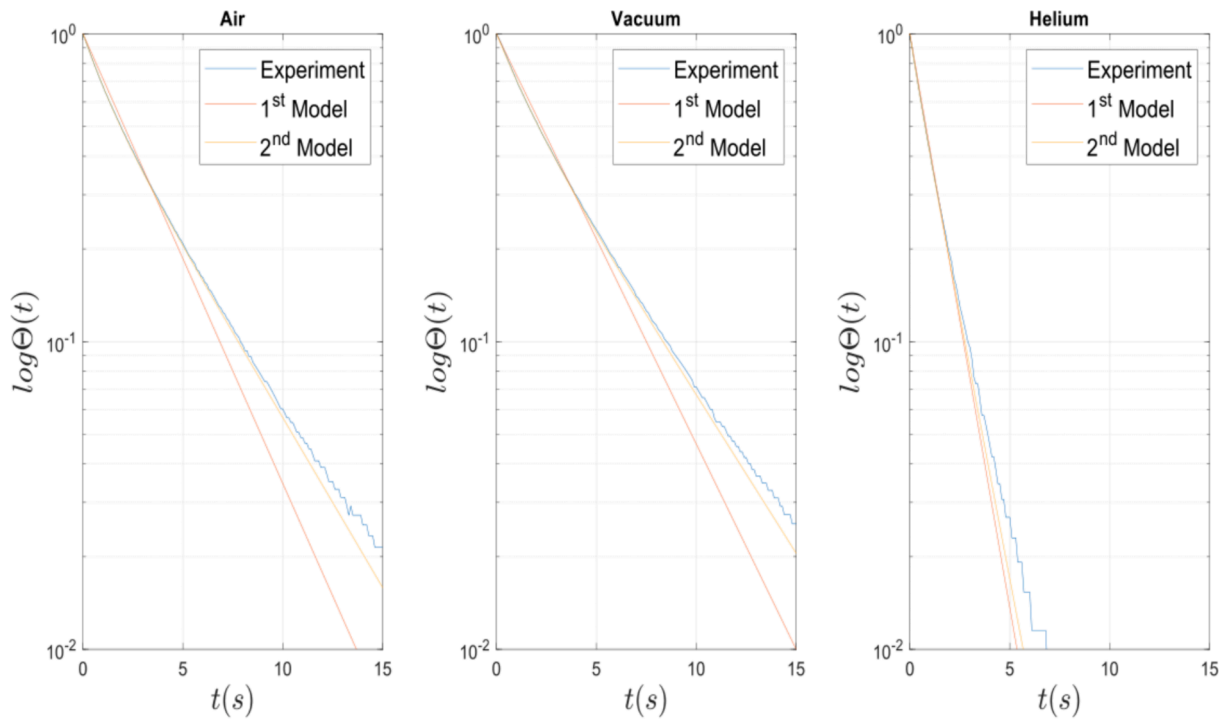 Air
10^0
10^-1
10^-2
logΘ(t)
Experiment
1^st Model
2^nd Model
0 5 10 15
t(s)
Vacuum
10^0
10^-1
10^-2
logΘ(t)
Experiment
1^st Model
2^nd Model
0 5 10 15
t(s)
Helium
10^0
10^-1
10^-2
logΘ(t)
Experiment
1^st Model
2^nd Model
0 5 10 15
t(s)